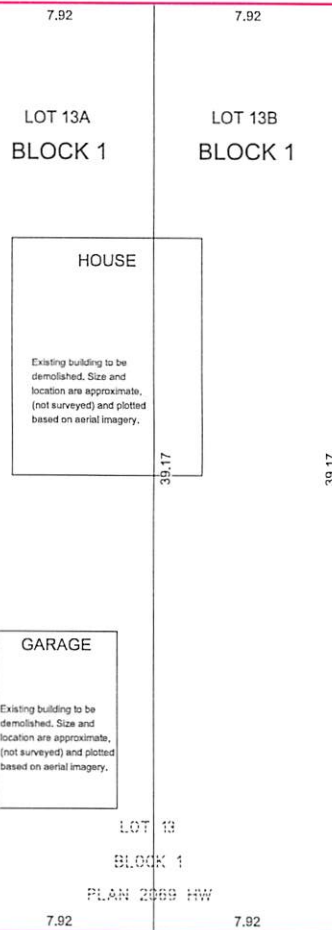 7.92
7.92
LOT 13A
LOT 13B
BLOCK 1
BLOCK 1
HOUSE
Existing building to be
demolished. Size and
location are approximate,
(not surveyed) and plotted
based on aerial imagery.
39.17
39.17
GARAGE
Existing building to be
demolished. Size and
location are approximate,
(not surveyed) and plotted
based on aerial imagery.
LOT 13
BLOCK 1
PLAN 2069 HW
7.92
7.92